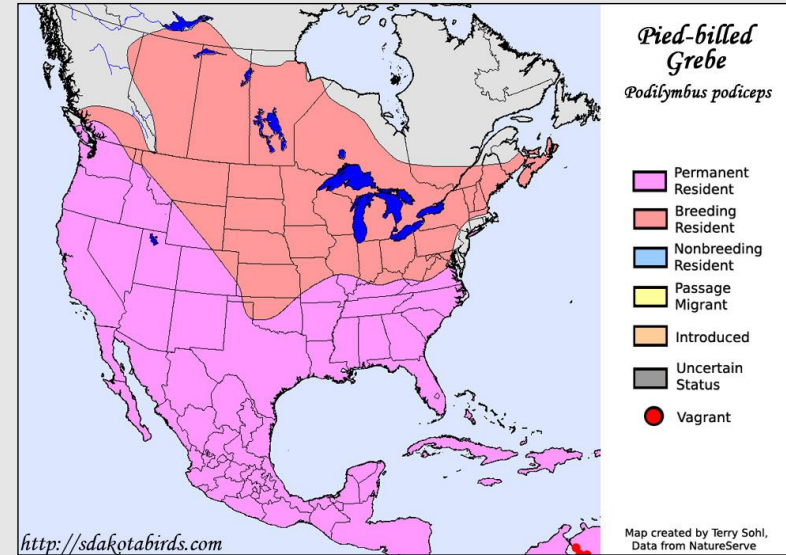 Pied-billed
Grebe
Podilymbus podiceps
Permanent
Resident
Breeding
Resident
Nonbreeding
Resident
Passage
Migrant
Introduced
Uncertain
Status
Vagrant
Map created by Terry Sohl,
Data from NatureServe
http://sdakotabirds.com